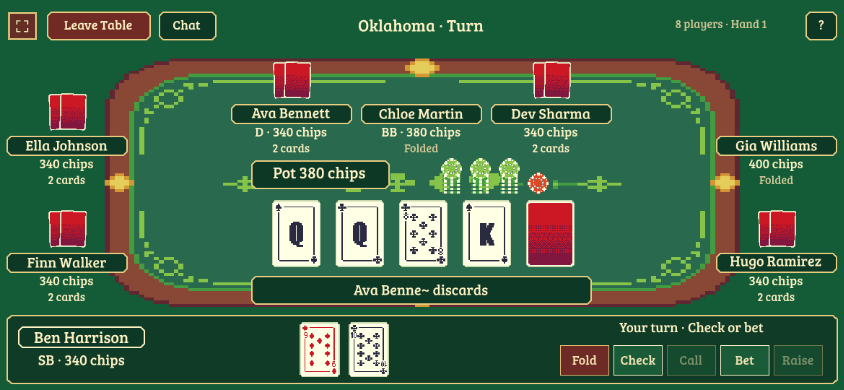 Leave Table
Chat
Oklahoma · Turn
8 players · Hand 1
?
Ava Bennett
D · 340 chips
2 cards
Chloe Martin
BB · 380 chips
Folded
Dev Sharma
340 chips
2 cards
Ella Johnson
340 chips
2 cards
Gia Williams
400 chips
Folded
Pot 380 chips
Q
Q
K
Finn Walker
340 chips
2 cards
Hugo Ramirez
340 chips
2 cards
Ava Benne~ discards
Ben Harrison
SB · 340 chips
Your turn · Check or bet
Fold
Check
Call
Bet
Raise